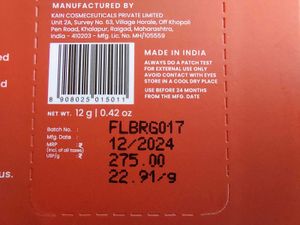 MANUFACTURED BY
KAIN COSMECEUTICALS PRIVATE LIMITED
Unit 2A, Survey No. 63, Village Horale, Off Khopoli
Pen Road, Khalapur, Raigad, Maharashtra,
India - 410203 - Mfg. Lic. No. MH/105559
MADE IN INDIA
ALWAYS DO A PATCH TEST
FOR EXTERNAL USE ONLY
AVOID CONTACT WITH EYES
STORE IN A COOL DRY PLACE
USE BEFORE 24 MONTHS
FROM THE MFG. DATE
8 908025 015011
NET WT. 12 g | 0.42 oz
Batch No. : FLBRG017
Mfg. Date : 12/2024
MRP : ₹ 275.00
(Incl. of all taxes)
USP/g : ₹ 22.91/g